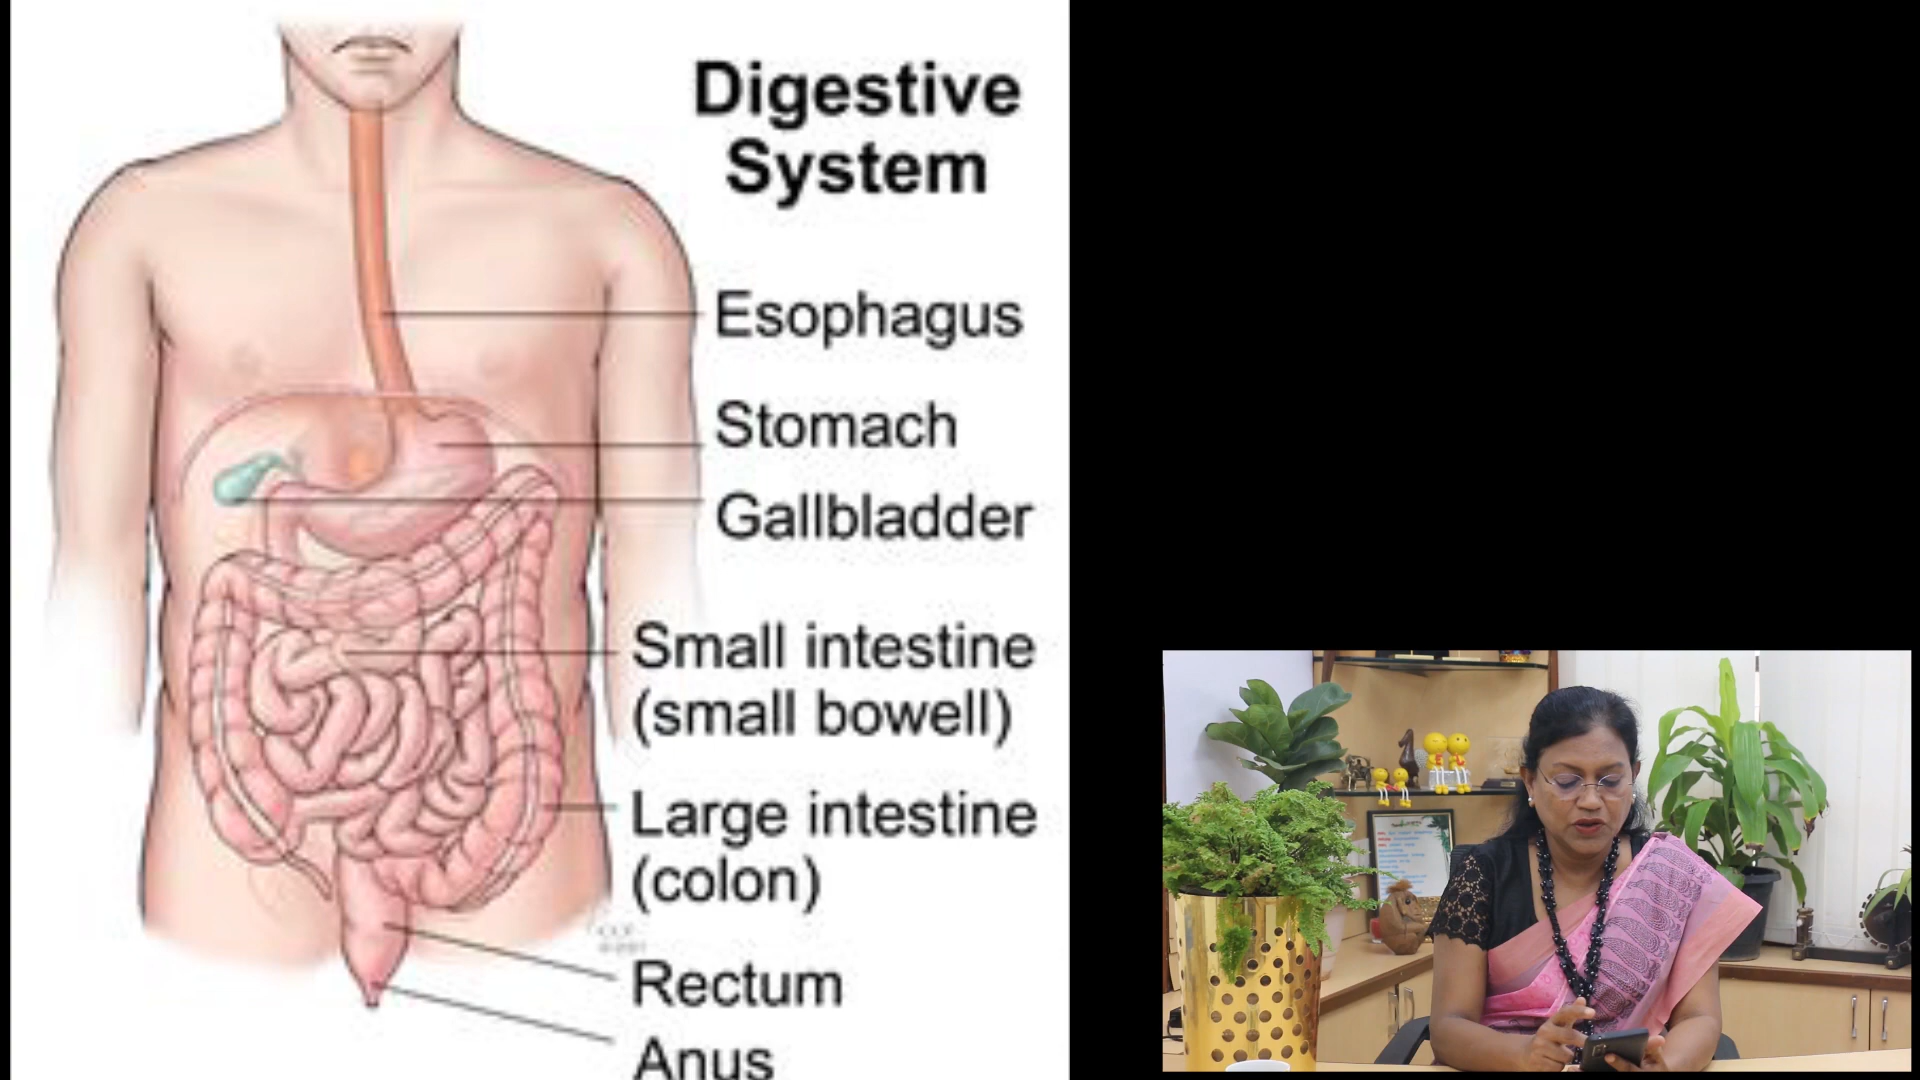 Digestive
System
Esophagus
Stomach
Gallbladder
Small intestine
(small bowell)
Large intestine
(colon)
Rectum
Anus